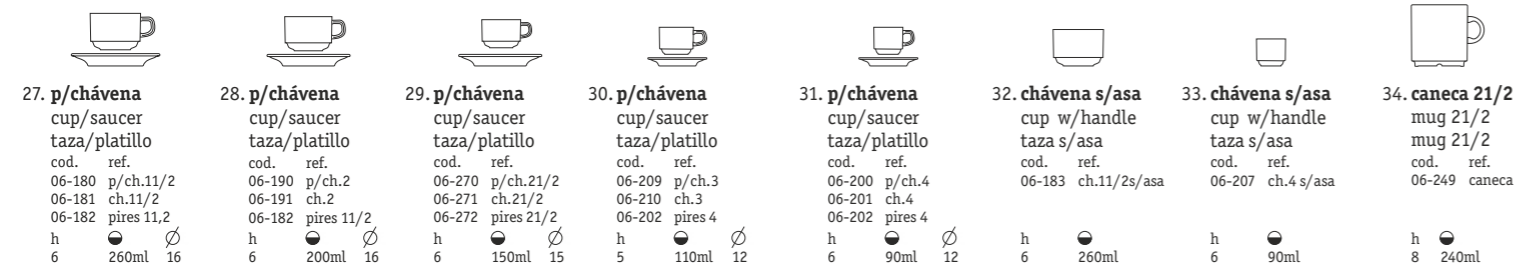 27. p/chávena
cup/saucer
taza/platillo
cod. ref.
06-180 p/ch.11/2
06-181 ch.11/2
06-182 pires 11,2
h ∅
6 260ml 16
28. p/chávena
cup/saucer
taza/platillo
cod. ref.
06-190 p/ch.2
06-191 ch.2
06-182 pires 11/2
h ∅
6 200ml 16
29. p/chávena
cup/saucer
taza/platillo
cod. ref.
06-270 p/ch.21/2
06-271 ch.21/2
06-272 pires 21/2
h ∅
6 150ml 15
30. p/chávena
cup/saucer
taza/platillo
cod. ref.
06-209 p/ch.3
06-210 ch.3
06-202 pires 4
h ∅
5 110ml 12
31. p/chávena
cup/saucer
taza/platillo
cod. ref.
06-200 p/ch.4
06-201 ch.4
06-202 pires 4
h ∅
6 90ml 12
32. chávena s/asa
cup w/handle
taza s/asa
cod. ref.
06-183 ch.11/2s/asa
h
6 260ml
33. chávena s/asa
cup w/handle
taza s/asa
cod. ref.
06-207 ch.4 s/asa
h
6 90ml
34. caneca 21/2
mug 21/2
mug 21/2
cod. ref.
06-249 caneca
h
8 240ml